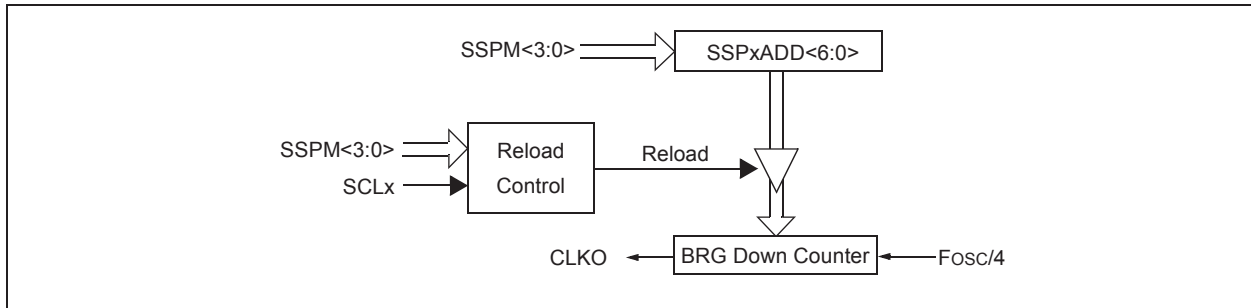 SSPM<3:0>
SSPxADD<6:0>
SSPM<3:0>
SCLx
Reload
Control
Reload
CLKO
BRG Down Counter
FOSC/4